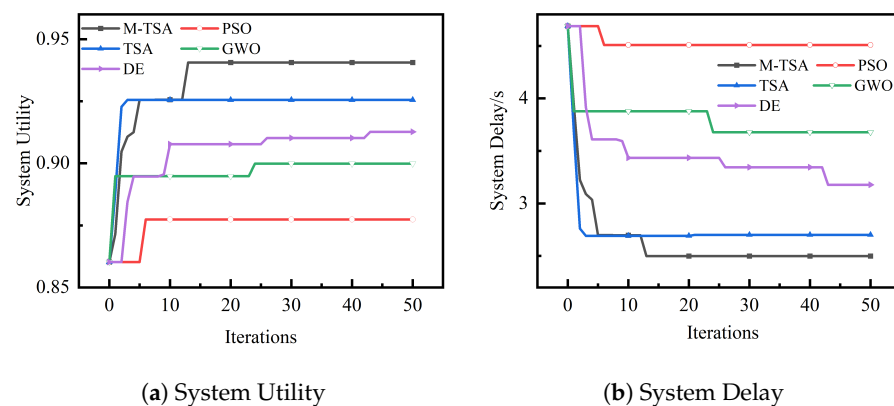 M-TSA PSO
TSA GWO
DE
0.95
0.90
0.85
System Utility
0 10 20 30 40 50
Iterations
(a) System Utility
M-TSA PSO
TSA GWO
DE
4
3
System Delay/s
0 10 20 30 40 50
Iterations
(b) System Delay